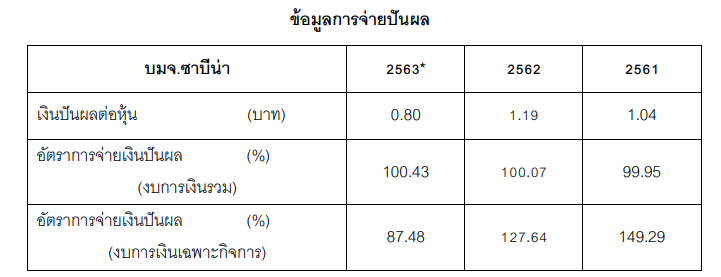 ข้อมูลการจ่ายปันผล
บมจ.ซาบีน่า 2563* 2562 2561
เงินปันผลต่อหุ้น (บาท) 0.80 1.19 1.04
อัตราการจ่ายเงินปันผล (%)
(งบการเงินรวม) 100.43 100.07 99.95
อัตราการจ่ายเงินปันผล (%)
(งบการเงินเฉพาะกิจการ) 87.48 127.64 149.29